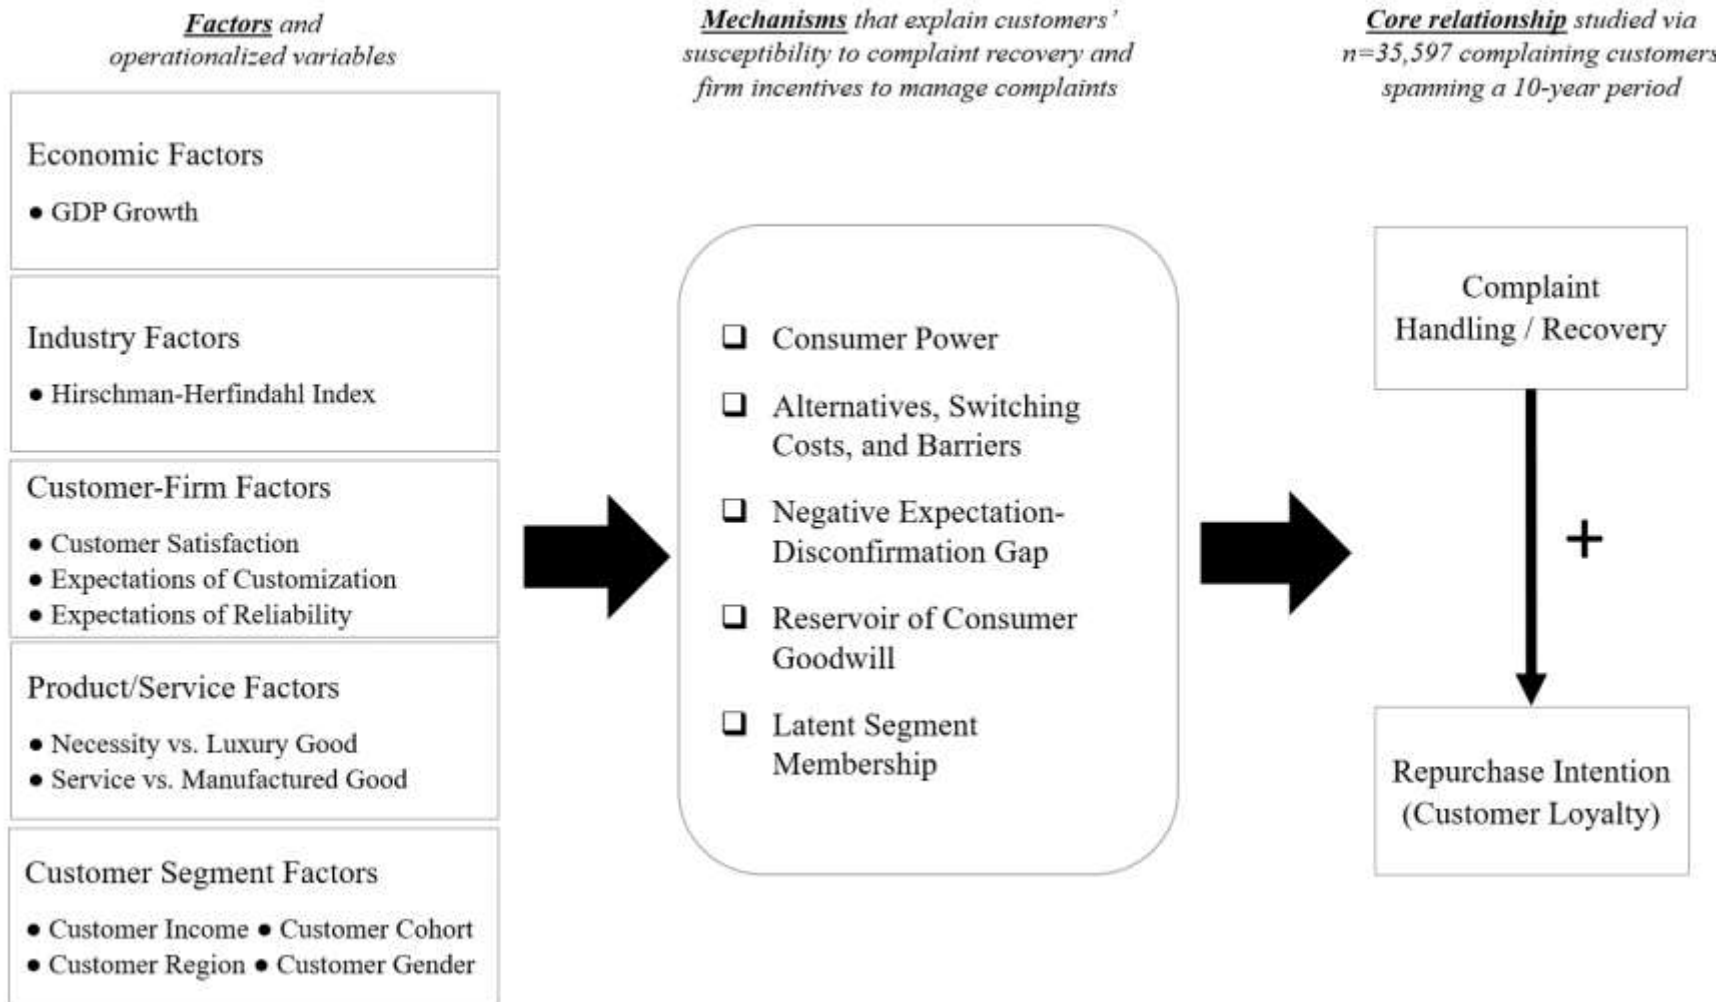 Factors and
operationalized variables
Economic Factors
● GDP Growth
Industry Factors
● Hirschman-Herfindahl Index
Customer-Firm Factors
● Customer Satisfaction
● Expectations of Customization
● Expectations of Reliability
Product/Service Factors
● Necessity vs. Luxury Good
● Service vs. Manufactured Good
Customer Segment Factors
● Customer Income ● Customer Cohort
● Customer Region ● Customer Gender
Mechanisms that explain customers’
susceptibility to complaint recovery and
firm incentives to manage complaints
❑ Consumer Power
❑ Alternatives, Switching
Costs, and Barriers
❑ Negative Expectation-
Disconfirmation Gap
❑ Reservoir of Consumer
Goodwill
❑ Latent Segment
Membership
Core relationship studied via
n=35,597 complaining customers
spanning a 10-year period
Complaint
Handling / Recovery
+
Repurchase Intention
(Customer Loyalty)